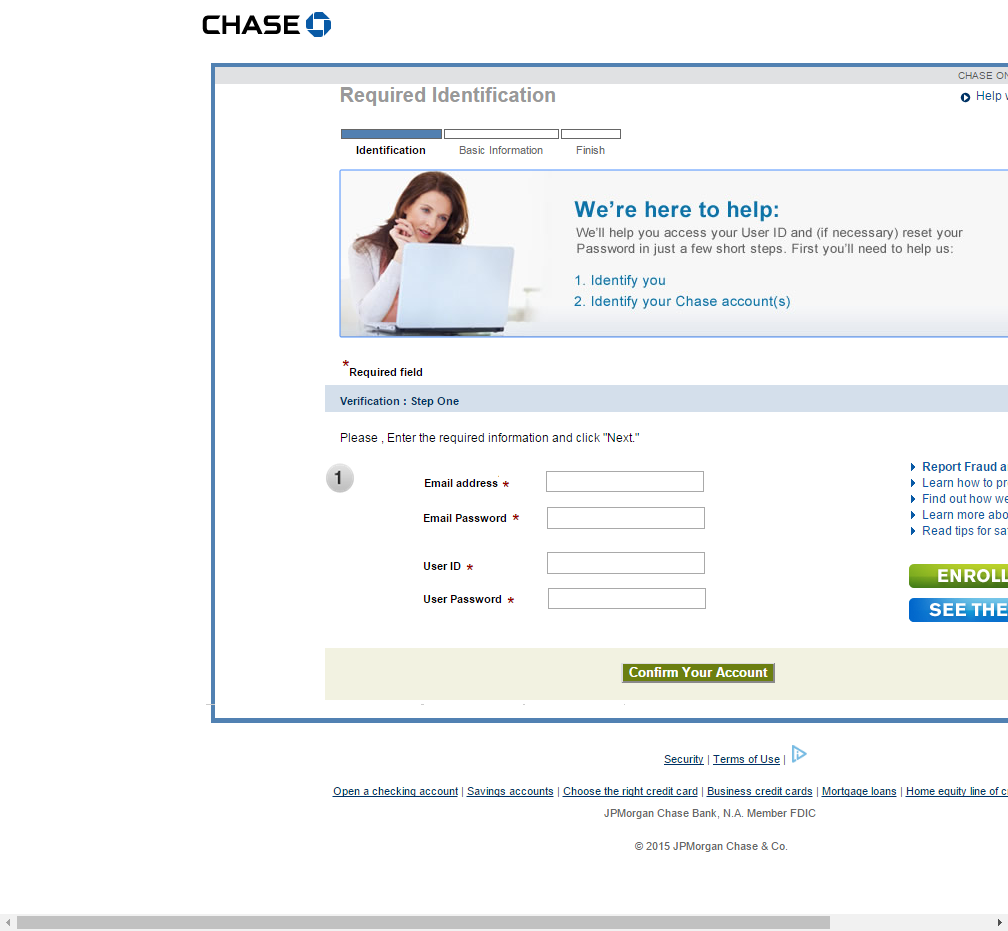 CHASE
CHASE ON
Required Identification
Help
Identification
Basic Information
Finish
We’re here to help:
We’ll help you access your User ID and (if necessary) reset your
Password in just a few short steps. First you’ll need to help us:
1. Identify you
2. Identify your Chase account(s)
*Required field
Verification : Step One
Please , Enter the required information and click "Next."
1
Email address *
Email Password *
User ID *
User Password *
Report Fraud a
Learn how to pr
Find out how we
Learn more abo
Read tips for sa
ENROLL
SEE THE
Confirm Your Account
Security | Terms of Use |
Open a checking account | Savings accounts | Choose the right credit card | Business credit cards | Mortgage loans | Home equity line of c
JPMorgan Chase Bank, N.A. Member FDIC
© 2015 JPMorgan Chase & Co.